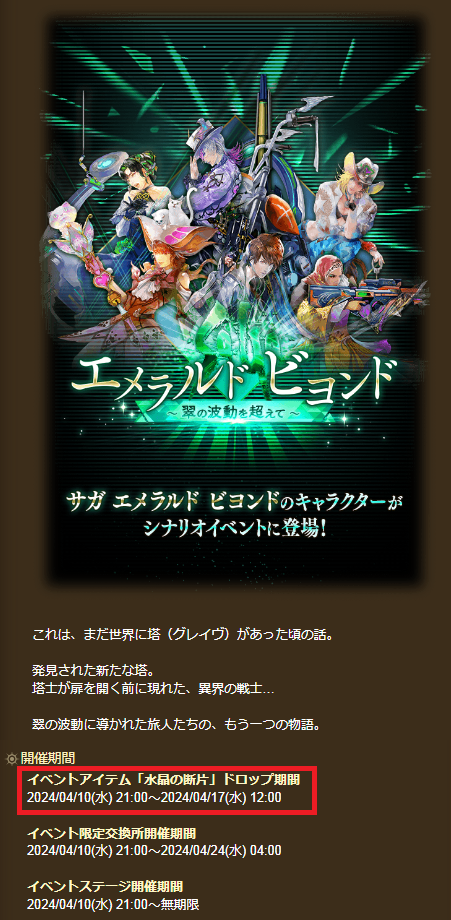 エメラルド ビヨンド
～翠の波動を超えて～
サガ エメラルド ビヨンドのキャラクターが
シナリオイベントに登場!
これは、まだ世界に塔（グレイヴ）があった頃の話。
発見された新たな塔。
塔士が扉を開く前に現れた、異界の戦士…
翠の波動に導かれた旅人たちの、もう一つの物語。
開催期間
イベントアイテム「水晶の断片」ドロップ期間
2024/04/10(水) 21:00～2024/04/17(水) 12:00
イベント限定交換所開催期間
2024/04/10(水) 21:00～2024/04/24(水) 04:00
イベントステージ開催期間
2024/04/10(水) 21:00～無期限